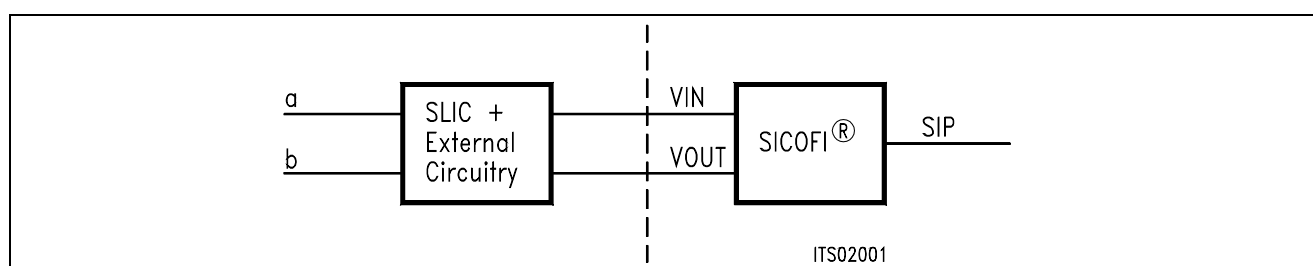 a
b
SLIC +
External
Circuitry
VIN
VOUT
SICOFI®
SIP
ITS02001